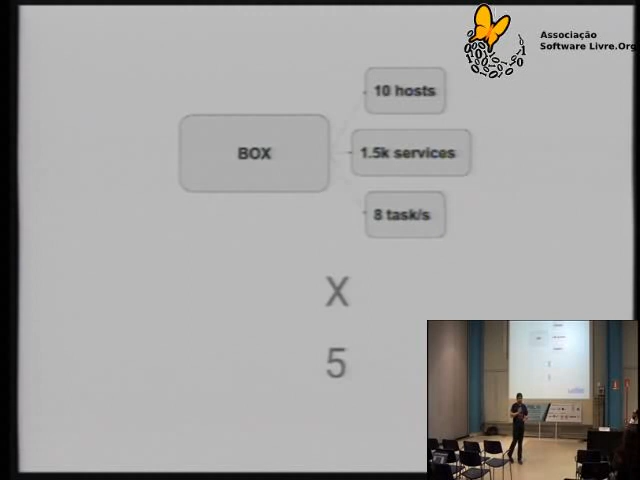 Associação
Software Livre.Org
10 hosts
BOX
1.5k services
8 task/s
X
5